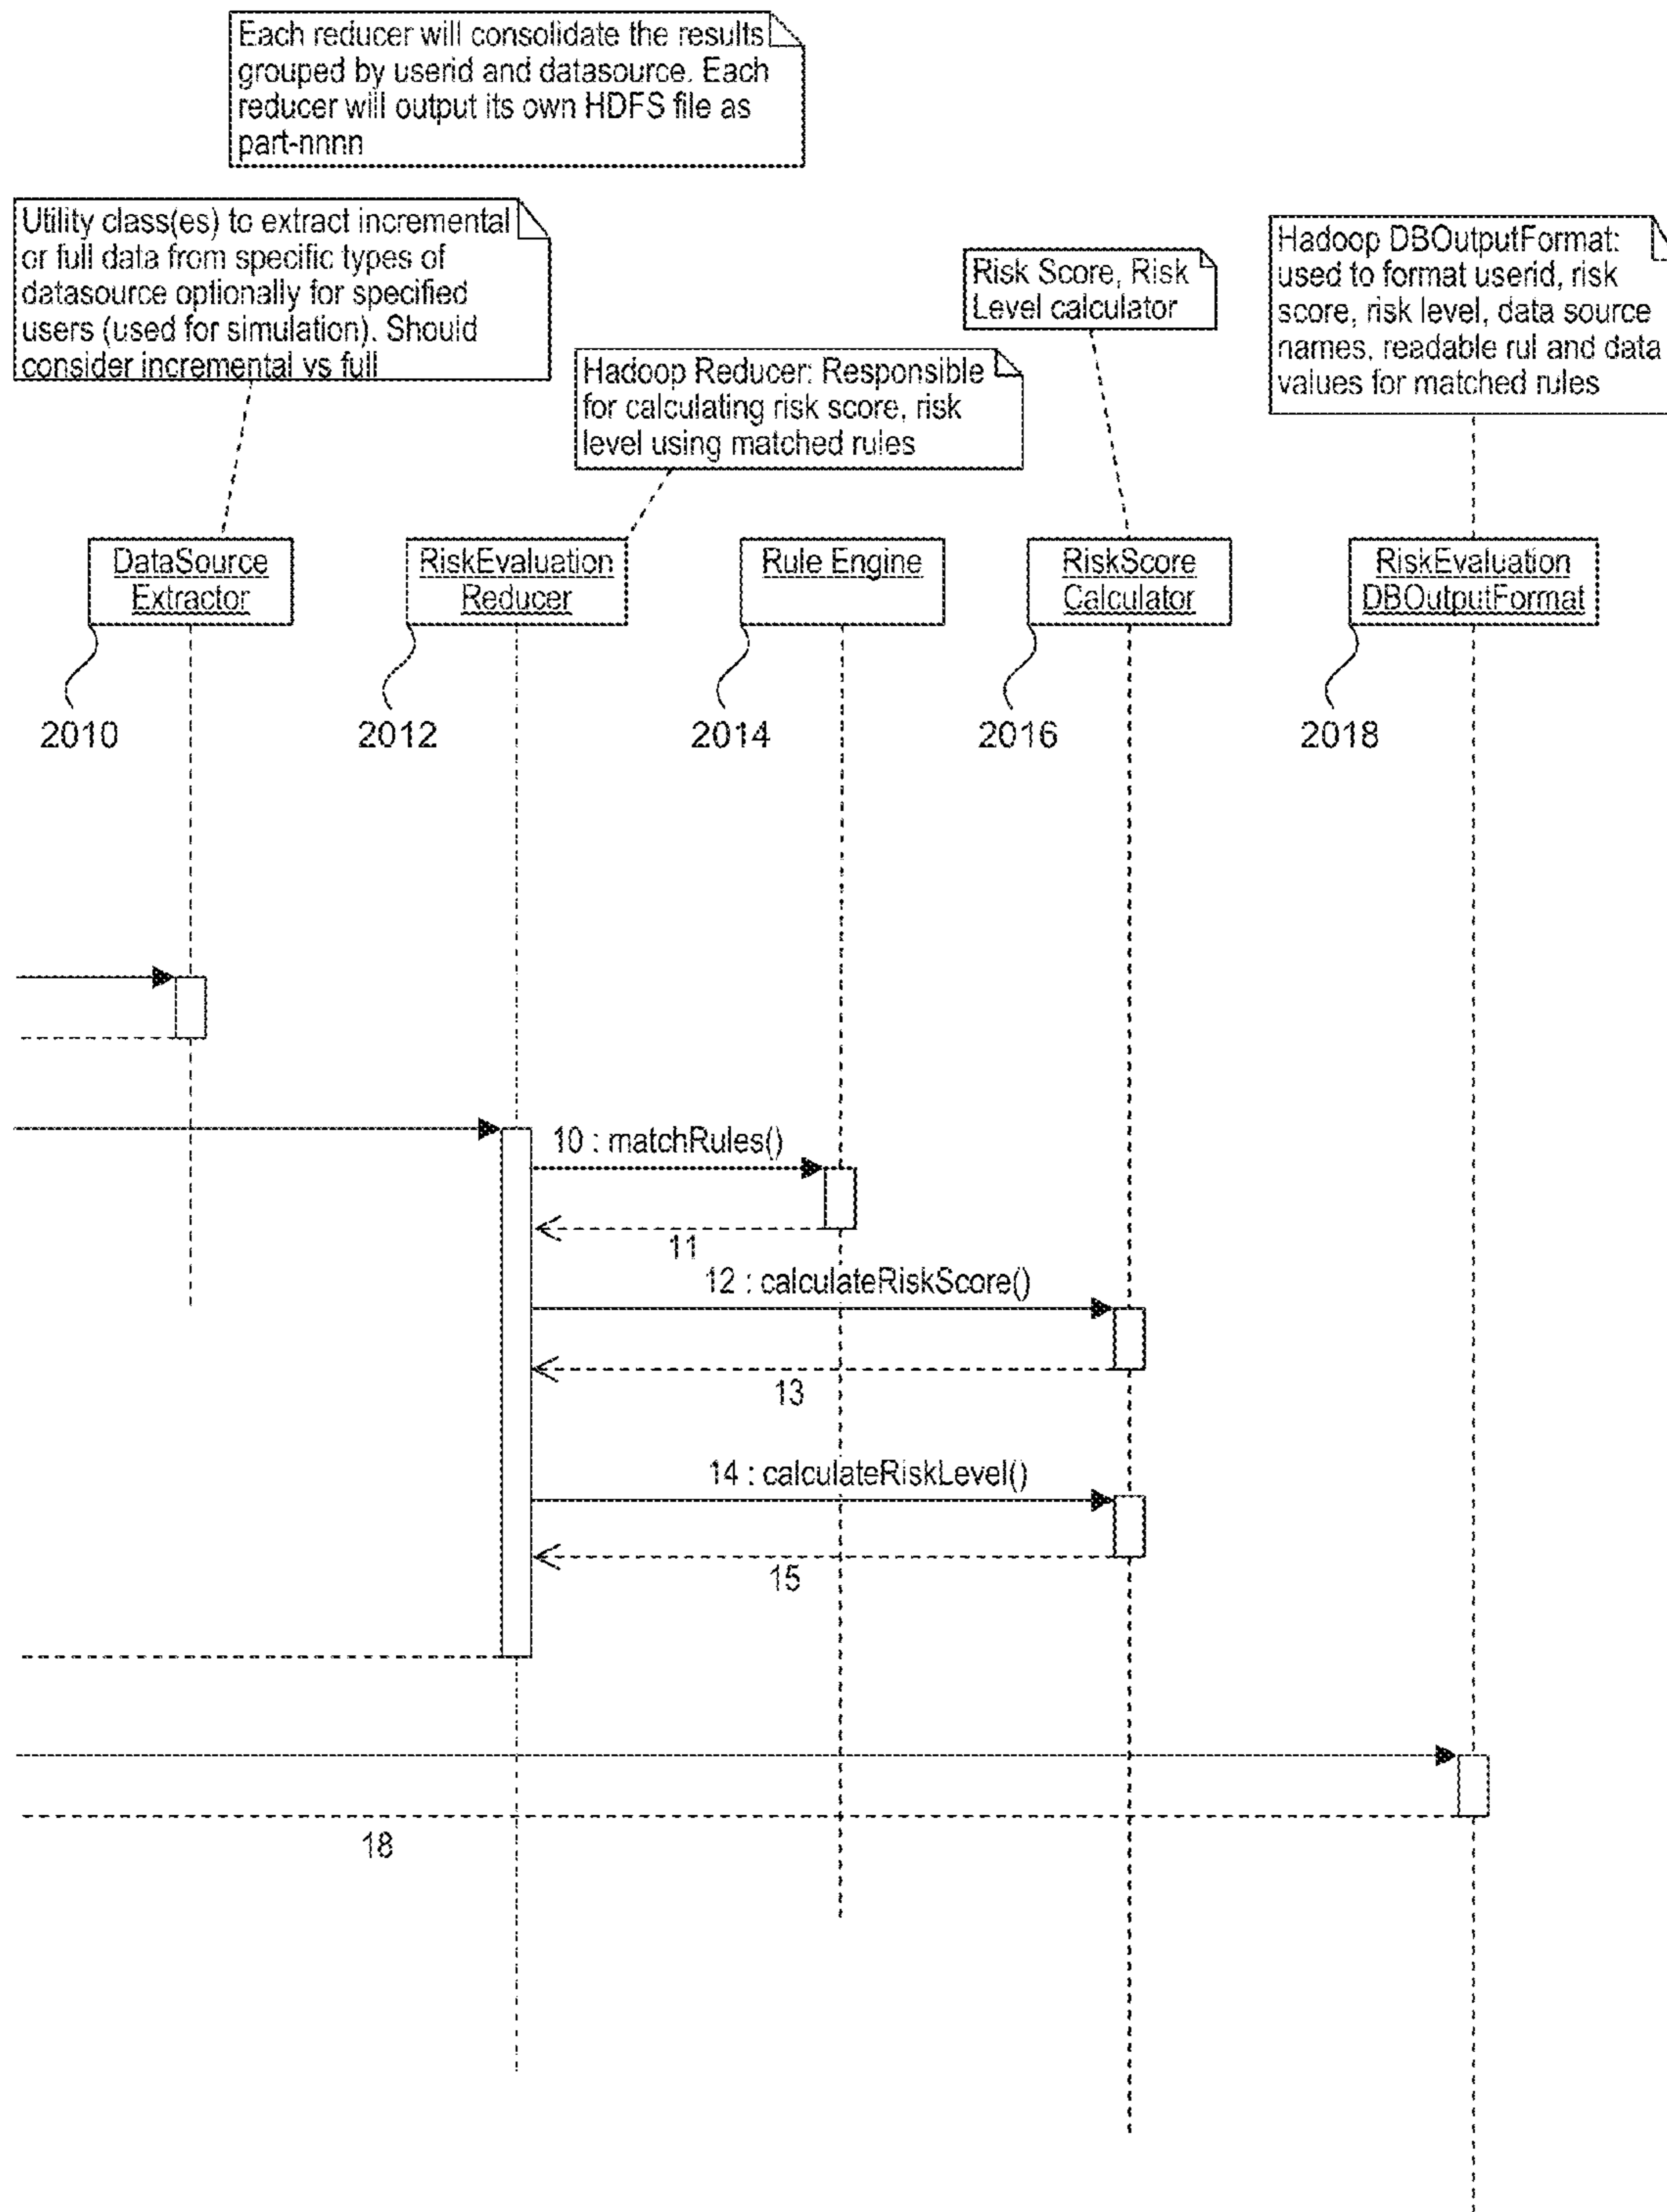 Each reducer will consolidate the results
grouped by userid and datasource. Each
reducer will output its own HDFS file as
part-nnnn
Utility class(es) to extract incremental
or full data from specific types of
datasource optionally for specified
users (used for simulation). Should
consider incremental vs full
Hadoop Reducer: Responsible
for calculating risk score, risk
level using matched rules
Risk Score, Risk
Level calculator
Hadoop DBOutputFormat:
used to format userid, risk
score, risk level, data source
names, readable rul and data
values for matched rules
DataSource
Extractor
RiskEvaluation
Reducer
Rule Engine
RiskScore
Calculator
RiskEvaluation
DBOutputFormat
2010
2012
2014
2016
2018
10 : matchRules()
11
12 : calculateRiskScore()
13
14 : calculateRiskLevel()
15
18